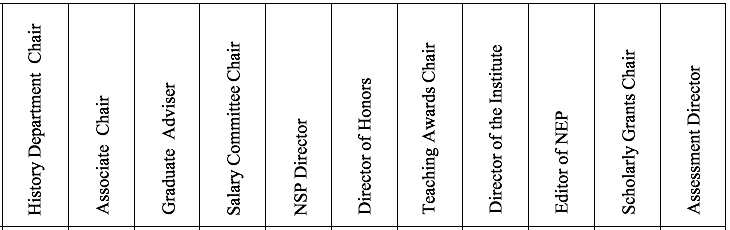 History Department Chair
Associate Chair
Graduate Adviser
Salary Committee Chair
NSP Director
Director of Honors
Teaching Awards Chair
Director of the Institute
Editor of NEP
Scholarly Grants Chair
Assessment Director